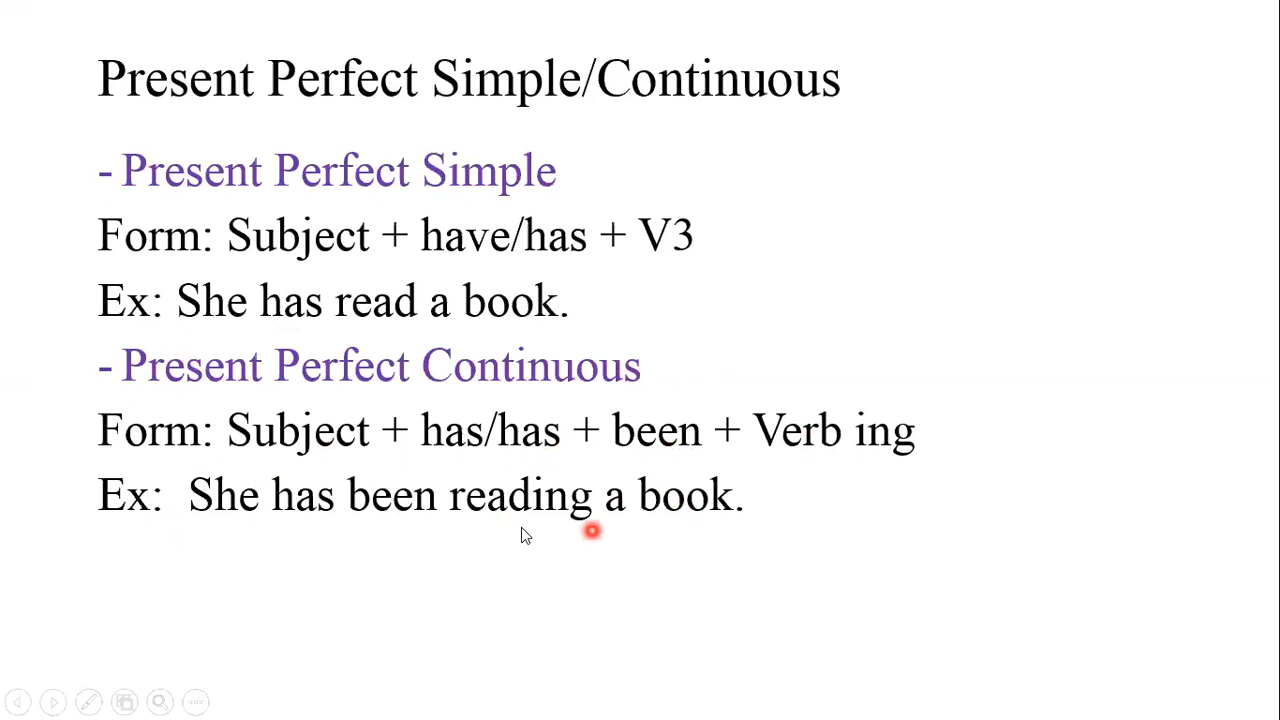 Present Perfect Simple/Continuous
- Present Perfect Simple
Form: Subject + have/has + V3
Ex: She has read a book.
- Present Perfect Continuous
Form: Subject + has/has + been + Verb ing
Ex: She has been reading a book.